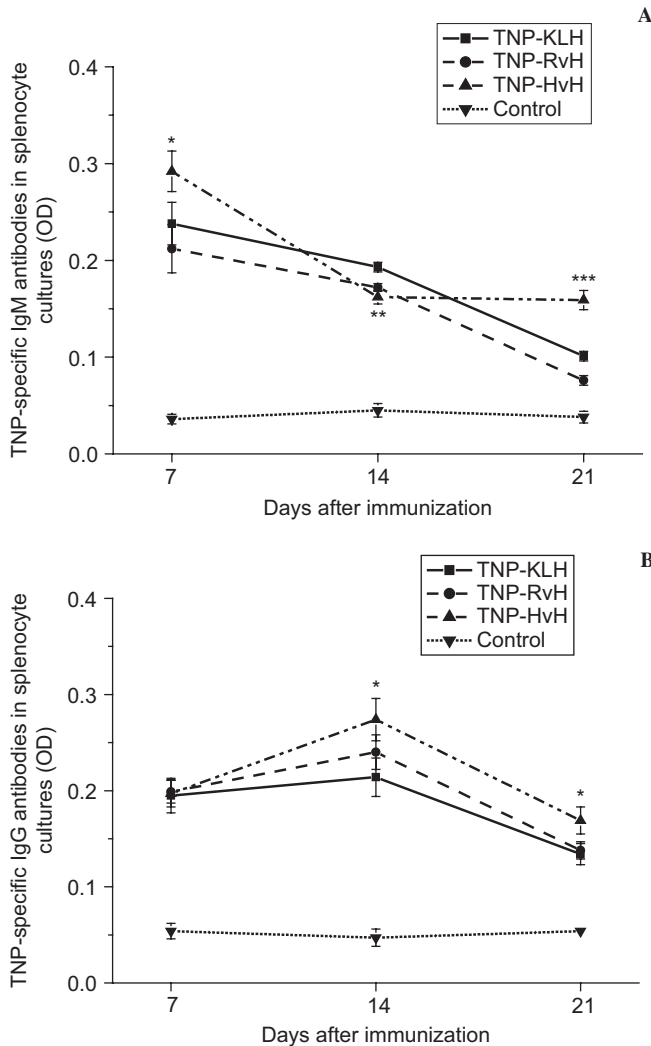 A
TNP-KLH
TNP-RvH
TNP-HvH
Control
TNP-specific IgM antibodies in splenocyte
cultures (OD)
0.4
0.3
0.2
0.1
0.0
*
**
***
7 14 21
Days after immunization
B
TNP-KLH
TNP-RvH
TNP-HvH
Control
TNP-specific IgG antibodies in splenocyte
cultures (OD)
0.4
0.3
0.2
0.1
0.0
*
*
7 14 21
Days after immunization